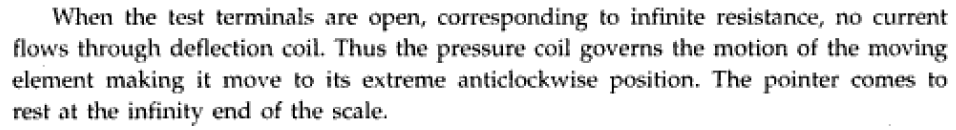 When the test terminals are open, corresponding to infinite resistance, no current
flows through deflection coil. Thus the pressure coil governs the motion of the moving
element making it move to its extreme anticlockwise position. The pointer comes to
rest at the infinity end of the scale.